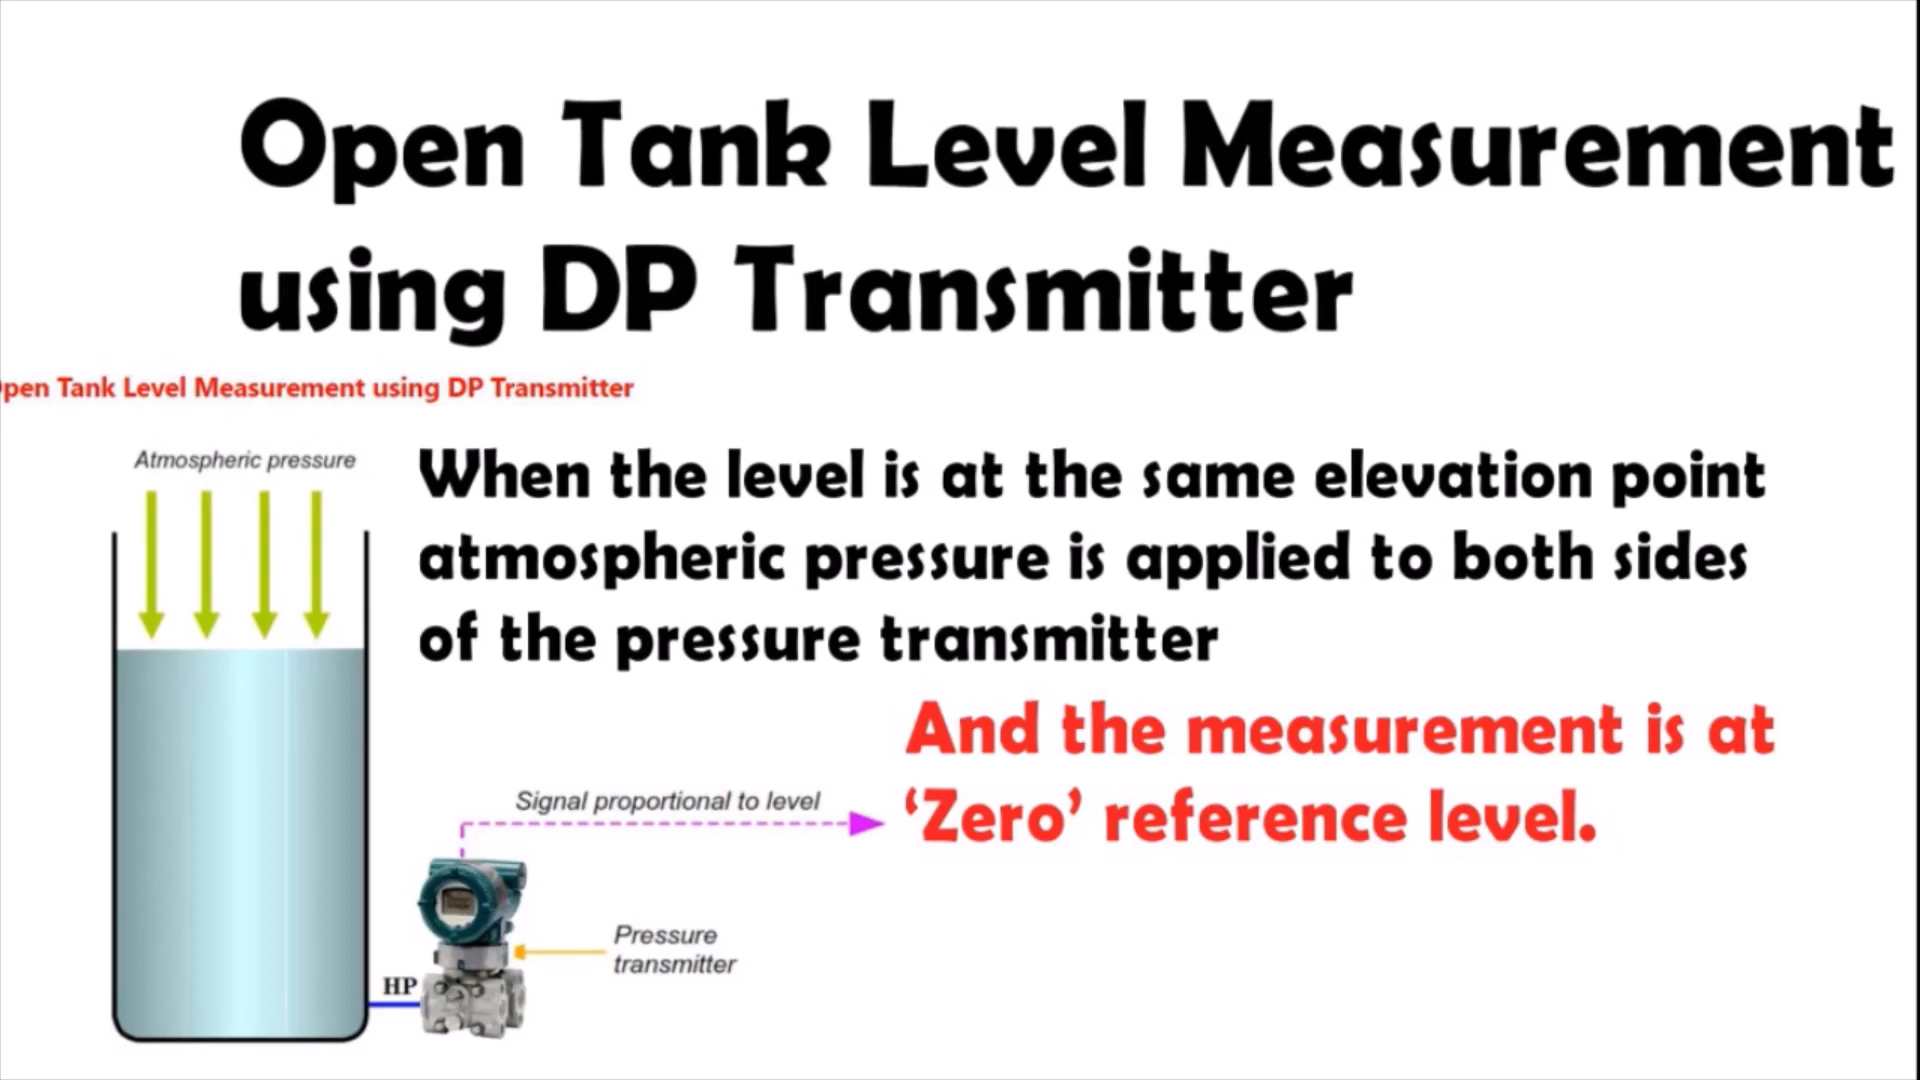 Open Tank Level Measurement
using DP Transmitter
pen Tank Level Measurement using DP Transmitter
Atmospheric pressure
When the level is at the same elevation point
atmospheric pressure is applied to both sides
of the pressure transmitter
And the measurement is at
‘Zero’ reference level.
Signal proportional to level
Pressure
transmitter
HP